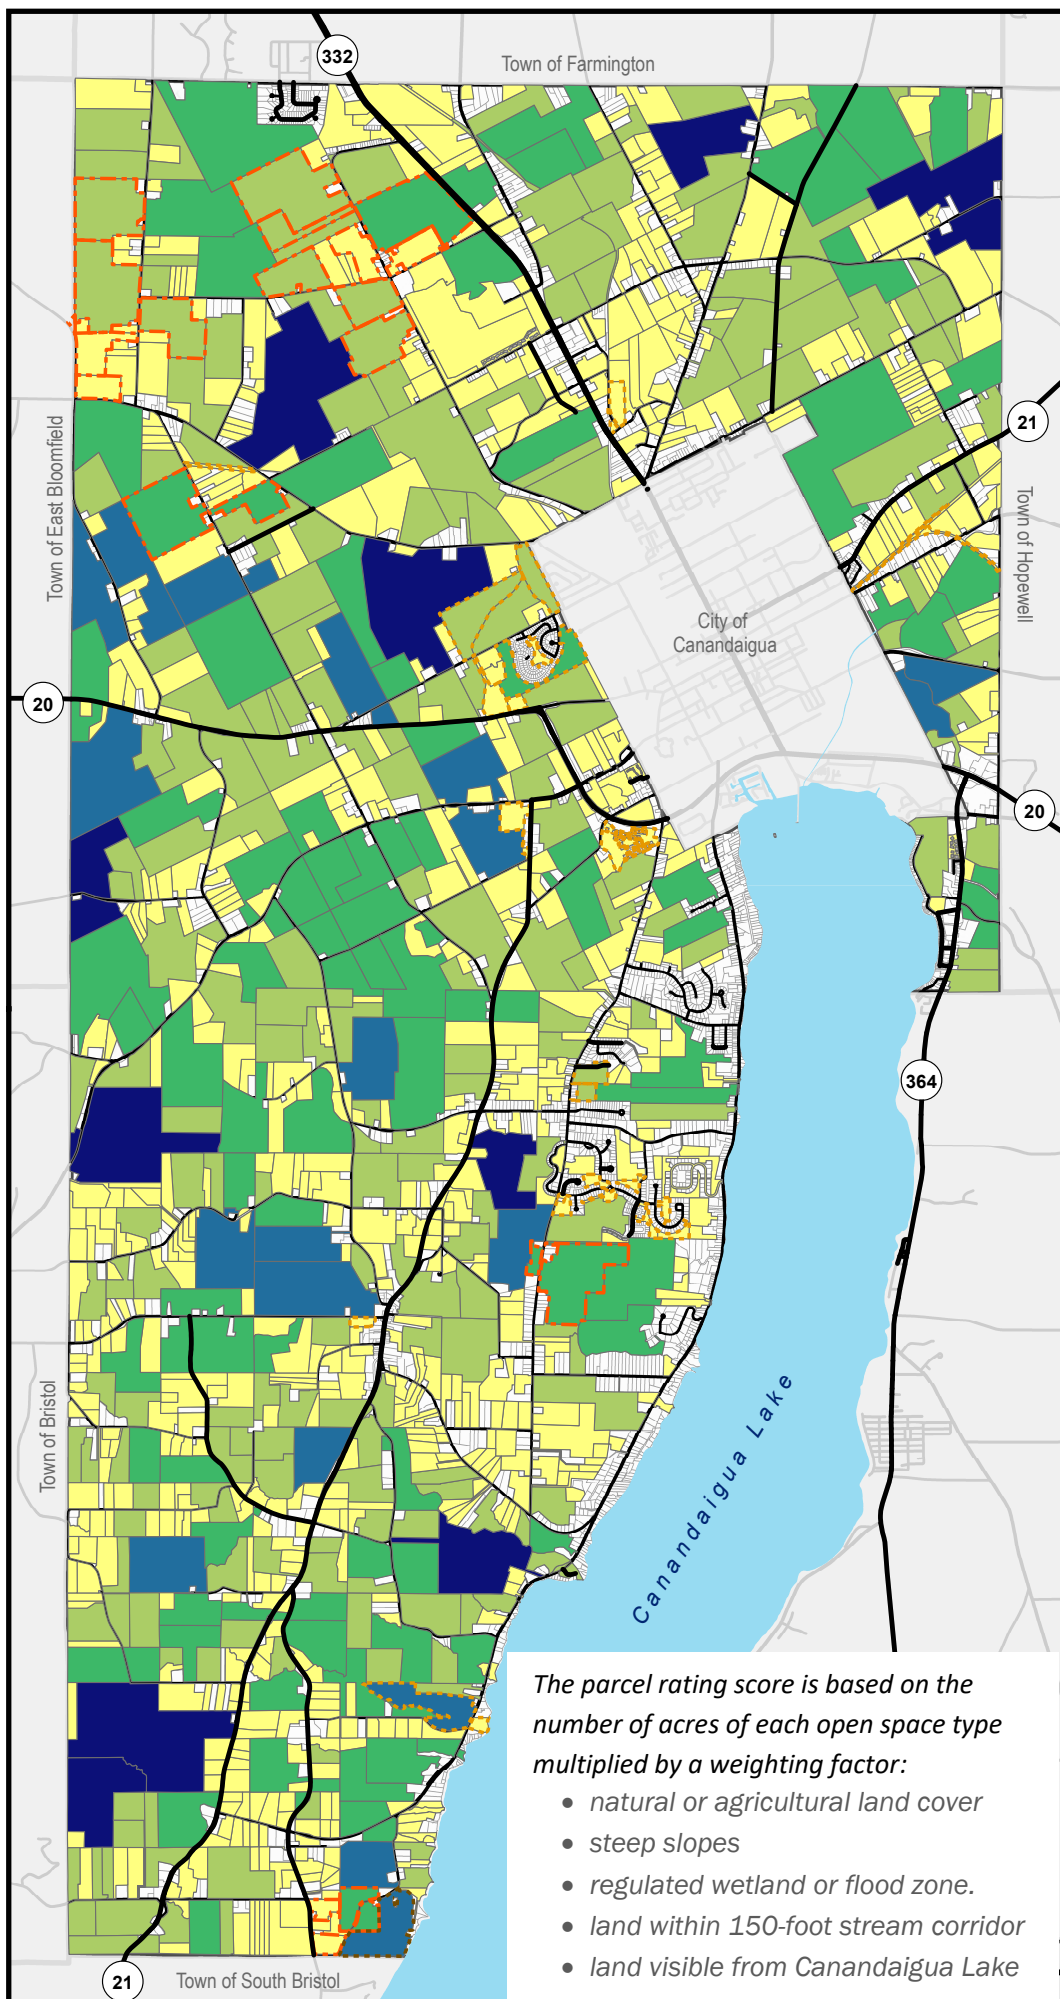 332
Town of Farmington
21
Town of East Bloomfield
Town of Hopewell
City of
Canandaigua
20
20
364
Town of Bristol
Canandaigua Lake
The parcel rating score is based on the
number of acres of each open space type
multiplied by a weighting factor:
• natural or agricultural land cover
• steep slopes
• regulated wetland or flood zone.
• land within 150-foot stream corridor
• land visible from Canandaigua Lake
21
Town of South Bristol